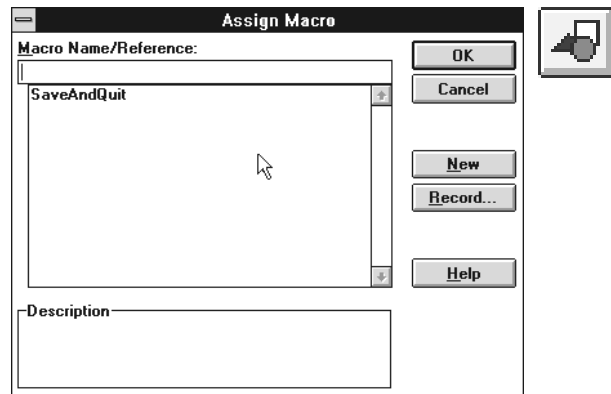 Assign Macro
Macro Name/Reference:
OK
SaveAndQuit
Cancel
New
Record...
Help
Description